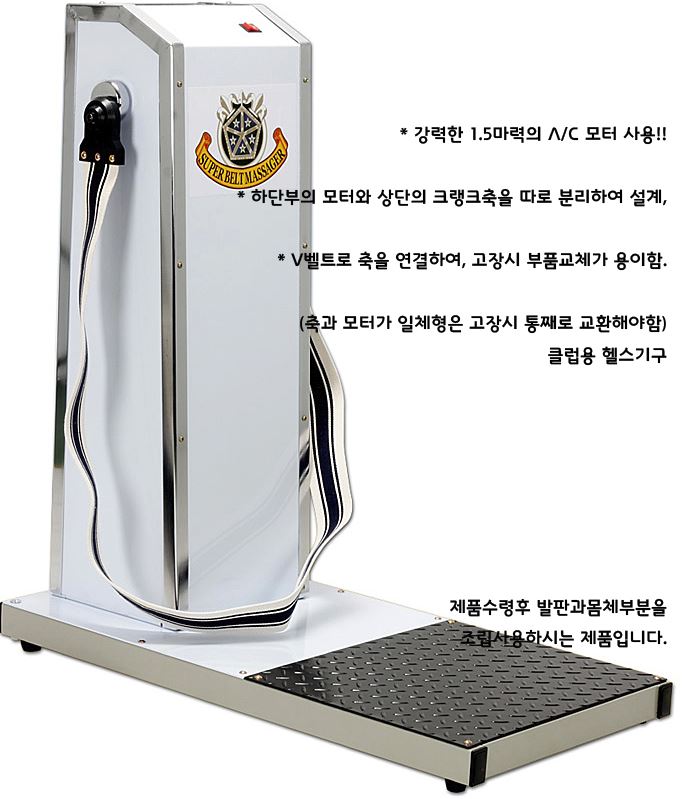 SUPER BELT MASSAGER
* 강력한 1.5마력의 A/C 모터 사용!!
* 하단부의 모터와 상단의 크랭크축을 따로 분리하여 설계,
* V벨트로 축을 연결하여, 고장시 부품교체가 용이함.
(축과 모터가 일체형은 고장시 통째로 교환해야함)
클럽용 헬스기구
제품수령후 발판과몸체부분을
조립사용하시는 제품입니다.